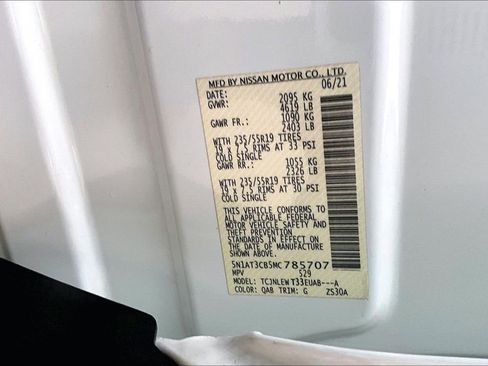 MFD BY NISSAN MOTOR CO., LTD.
DATE: 06/21
GVWR: 2095 KG
4619 LB
GAWR FR.: 1090 KG
2403 LB
WITH 235/55R19 TIRES
19 x 7.5 RIMS AT 33 PSI
COLD SINGLE
GAWR RR.: 1055 KG
2326 LB
WITH 235/55R19 TIRES
19 x 7.5 RIMS AT 30 PSI
COLD SINGLE
THIS VEHICLE CONFORMS TO
ALL APPLICABLE FEDERAL
MOTOR VEHICLE SAFETY AND
THEFT PREVENTION
STANDARDS IN EFFECT ON
THE DATE OF MANUFACTURE
SHOWN ABOVE.
5N1AT3CB5MC785707
MPV 529
MODEL: TCJNLEWT33EUAB---A
COLOR: QAB TRIM: G ZS30A